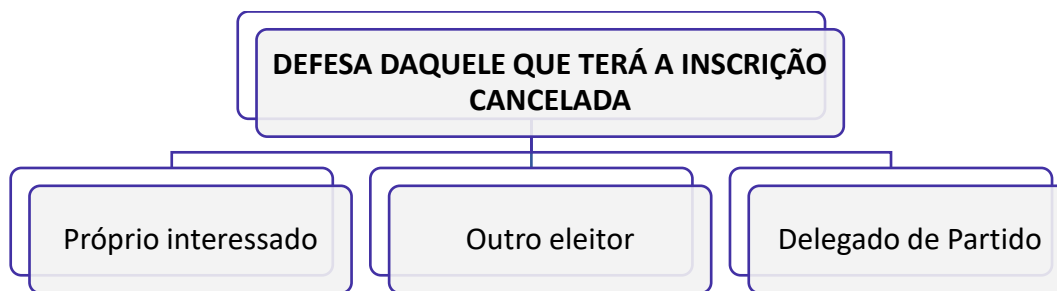 DEFESA DAQUELE QUE TERÁ A INSCRIÇÃO
CANCELADA
Próprio interessado
Outro eleitor
Delegado de Partido